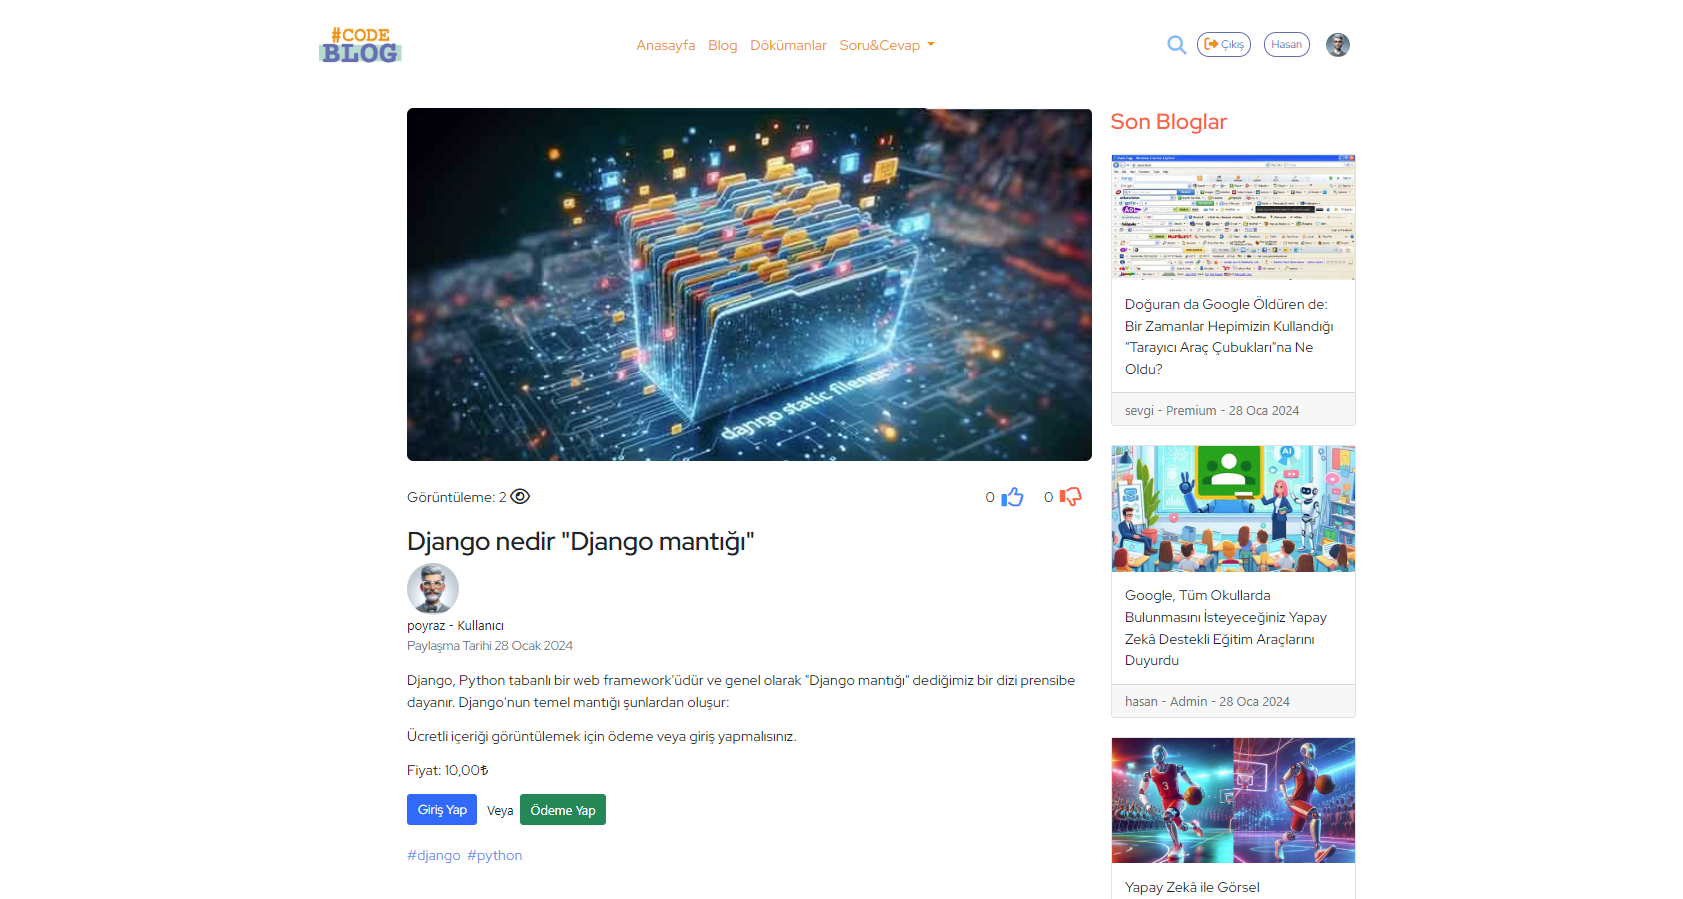 #CODE
BLOG
Anasayfa Blog Dökümanlar Soru&Cevap
Çıkış Hasan
django static filenor
Görüntüleme: 2
0 0
Django nedir "Django mantığı"
poyraz - Kullanıcı
Paylaşma Tarihi 28 Ocak 2024
Django, Python tabanlı bir web framework'üdür ve genel olarak "Django mantığı" dediğimiz bir dizi prensibe
dayanır. Django'nun temel mantığı şunlardan oluşur:
Ücretli içeriği görüntülemek için ödeme veya giriş yapmalısınız.
Fiyat: 10,00₺
Giriş Yap Veya Ödeme Yap
#django #python
Son Bloglar
Doğuran da Google Öldüren de:
Bir Zamanlar Hepimizin Kullandığı
"Tarayıcı Araç Çubukları"na Ne
Oldu?
sevgi - Premium - 28 Oca 2024
AI
Google, Tüm Okullarda
Bulunmasını İsteyeceğiniz Yapay
Zekâ Destekli Eğitim Araçlarını
Duyurdu
hasan - Admin - 28 Oca 2024
3
Yapay Zekâ ile Görsel